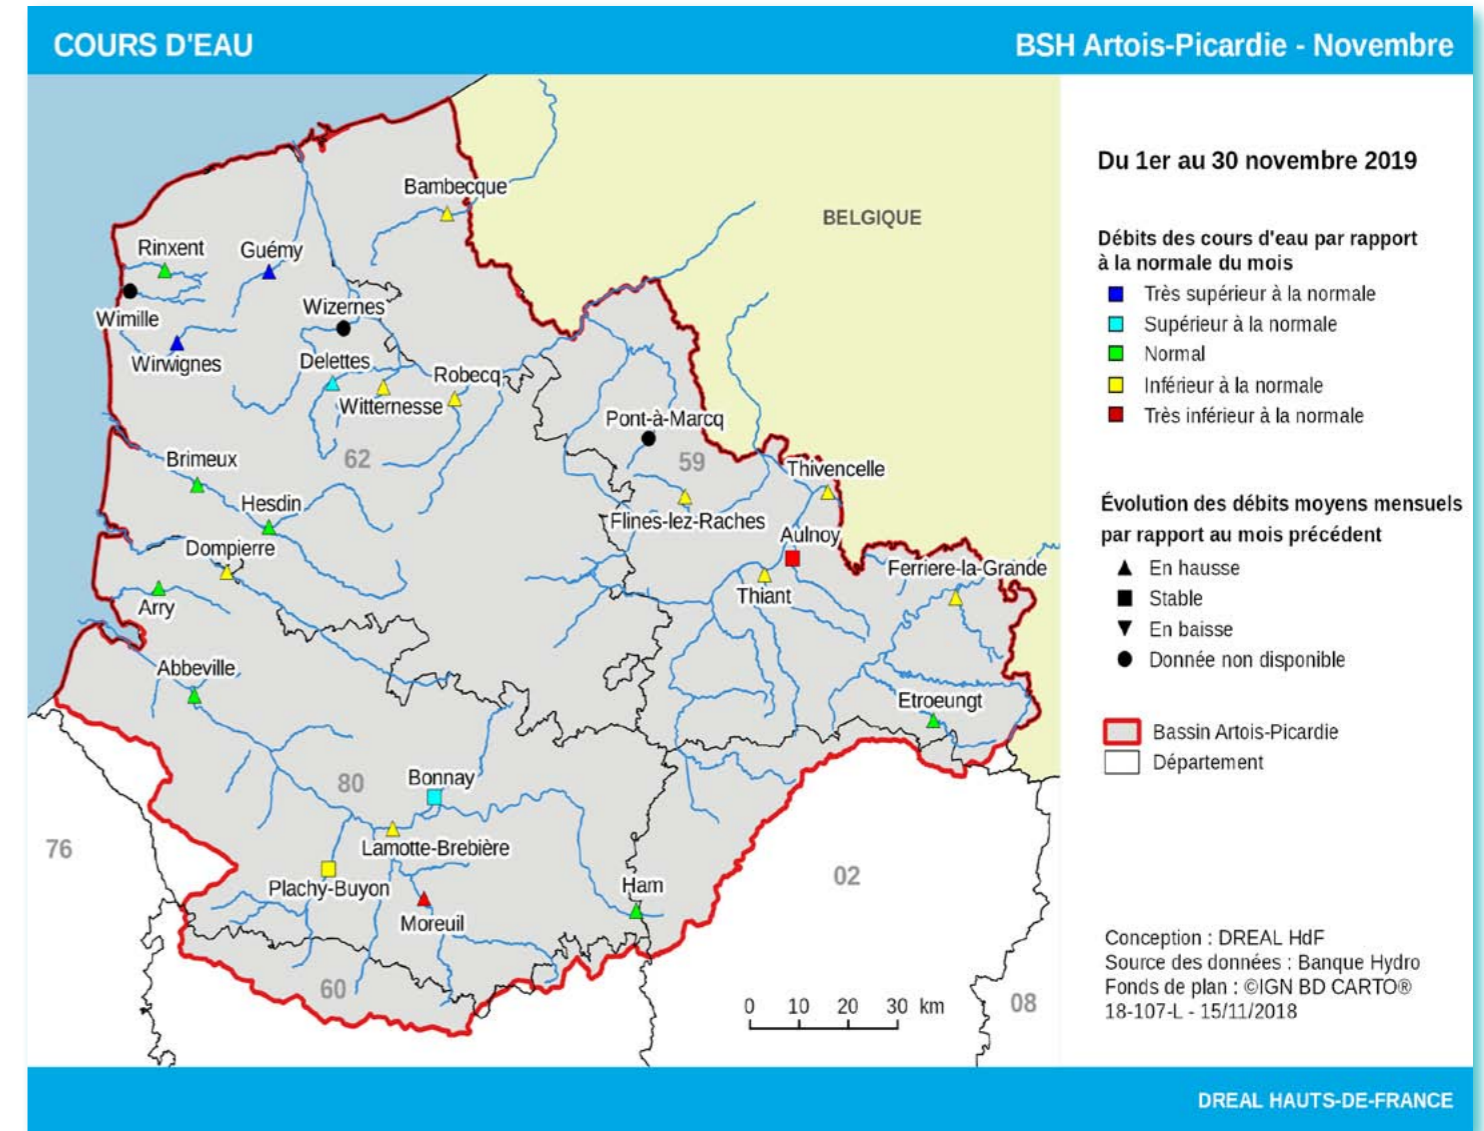 COURS D'EAU
BSH Artois-Picardie - Novembre
Du 1er au 30 novembre 2019
Débits des cours d'eau par rapport
à la normale du mois
Très supérieur à la normale
Supérieur à la normale
Normal
Inférieur à la normale
Très inférieur à la normale
Évolution des débits moyens mensuels
par rapport au mois précédent
En hausse
Stable
En baisse
Donnée non disponible
Bassin Artois-Picardie
Département
Conception : DREAL HdF
Source des données : Banque Hydro
Fonds de plan : ©IGN BD CARTO®
18-107-L - 15/11/2018
BELGIQUE
Bambecque
Rinxent
Guémy
Wimille
Wizernes
Wirwignes
Delettes
Robecq
Witternesse
Pont-à-Marcq
62
59
Brimeux
Thivencelle
Hesdin
Flines-lez-Raches
Aulnoy
Dompierre
Ferriere-la-Grande
Thiant
Arry
Abbeville
Etroeungt
80
Bonnay
76
Lamotte-Brebière
02
Plachy-Buyon
Ham
Moreuil
60
08
0 10 20 30 km
DREAL HAUTS-DE-FRANCE